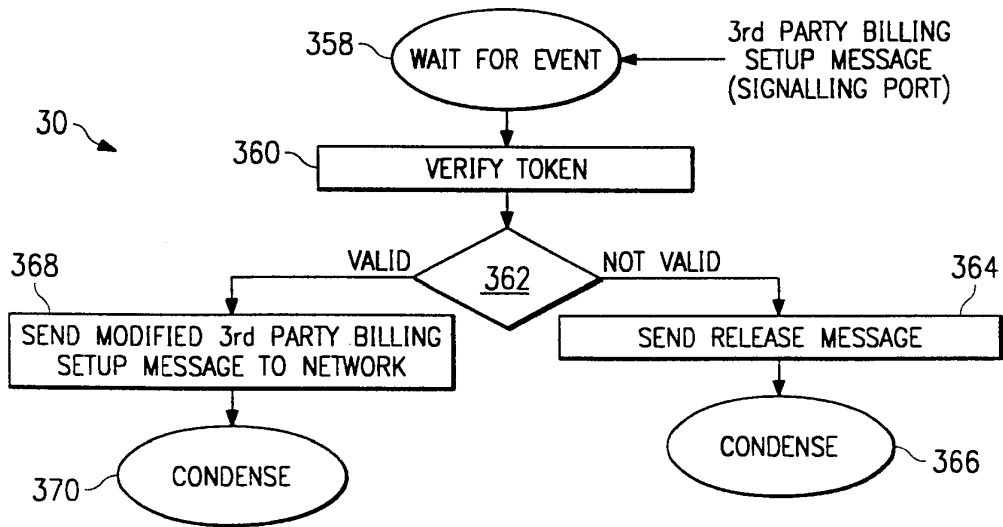 358
WAIT FOR EVENT
3rd PARTY BILLING
SETUP MESSAGE
(SIGNALLING PORT)
30
360
VERIFY TOKEN
368
VALID
362
NOT VALID
364
SEND MODIFIED 3rd PARTY BILLING
SETUP MESSAGE TO NETWORK
SEND RELEASE MESSAGE
370
CONDENSE
CONDENSE
366